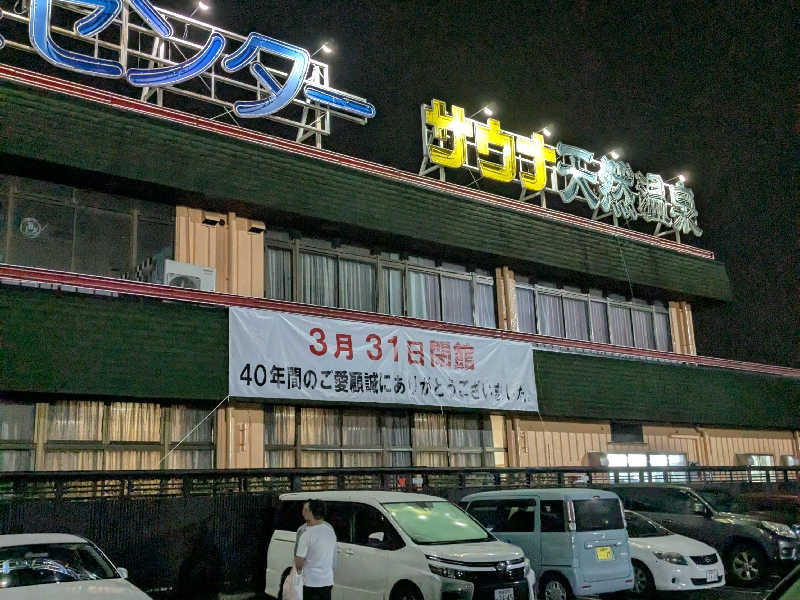 センター
サウナ天然温泉
3月31日閉館
40年間のご愛顧誠にありがとうございました。